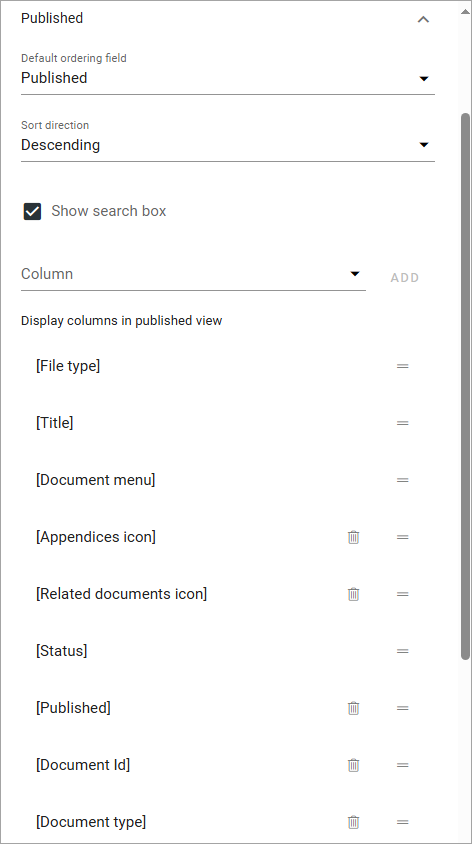 Published
Default ordering field
Published
Sort direction
Descending
Show search box
Column
ADD
Display columns in published view
[File type]
[Title]
[Document menu]
[Appendices icon]
[Related documents icon]
[Status]
[Published]
[Document Id]
[Document type]